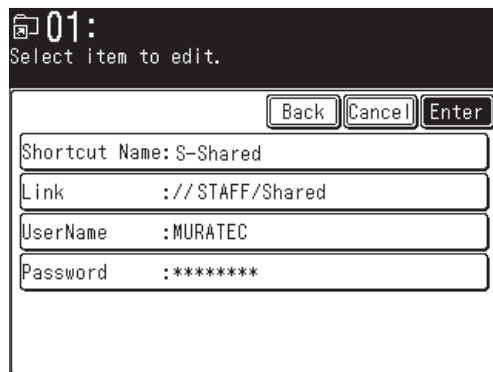 01:
Select item to edit.
Back Cancel Enter
Shortcut Name: S-Shared
Link :// STAFF/Shared
UserName :MURATEC
Password :********